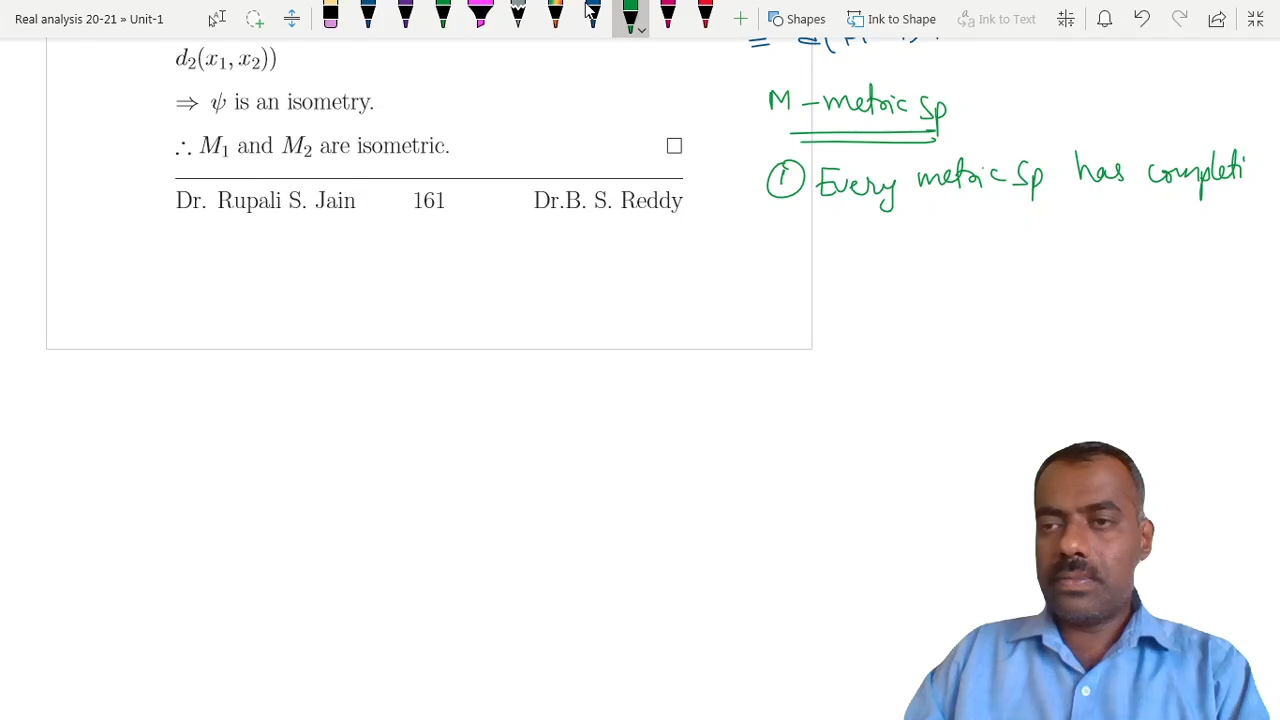 Real analysis 20-21 » Unit-1
Shapes
Ink to Shape
Ink to Text
d₂(x₁, x₂))
⇒ ψ is an isometry.
∴ M₁ and M₂ are isometric. □
Dr. Rupali S. Jain 161 Dr.B. S. Reddy
M - metric Sp
① Every metric Sp has completi